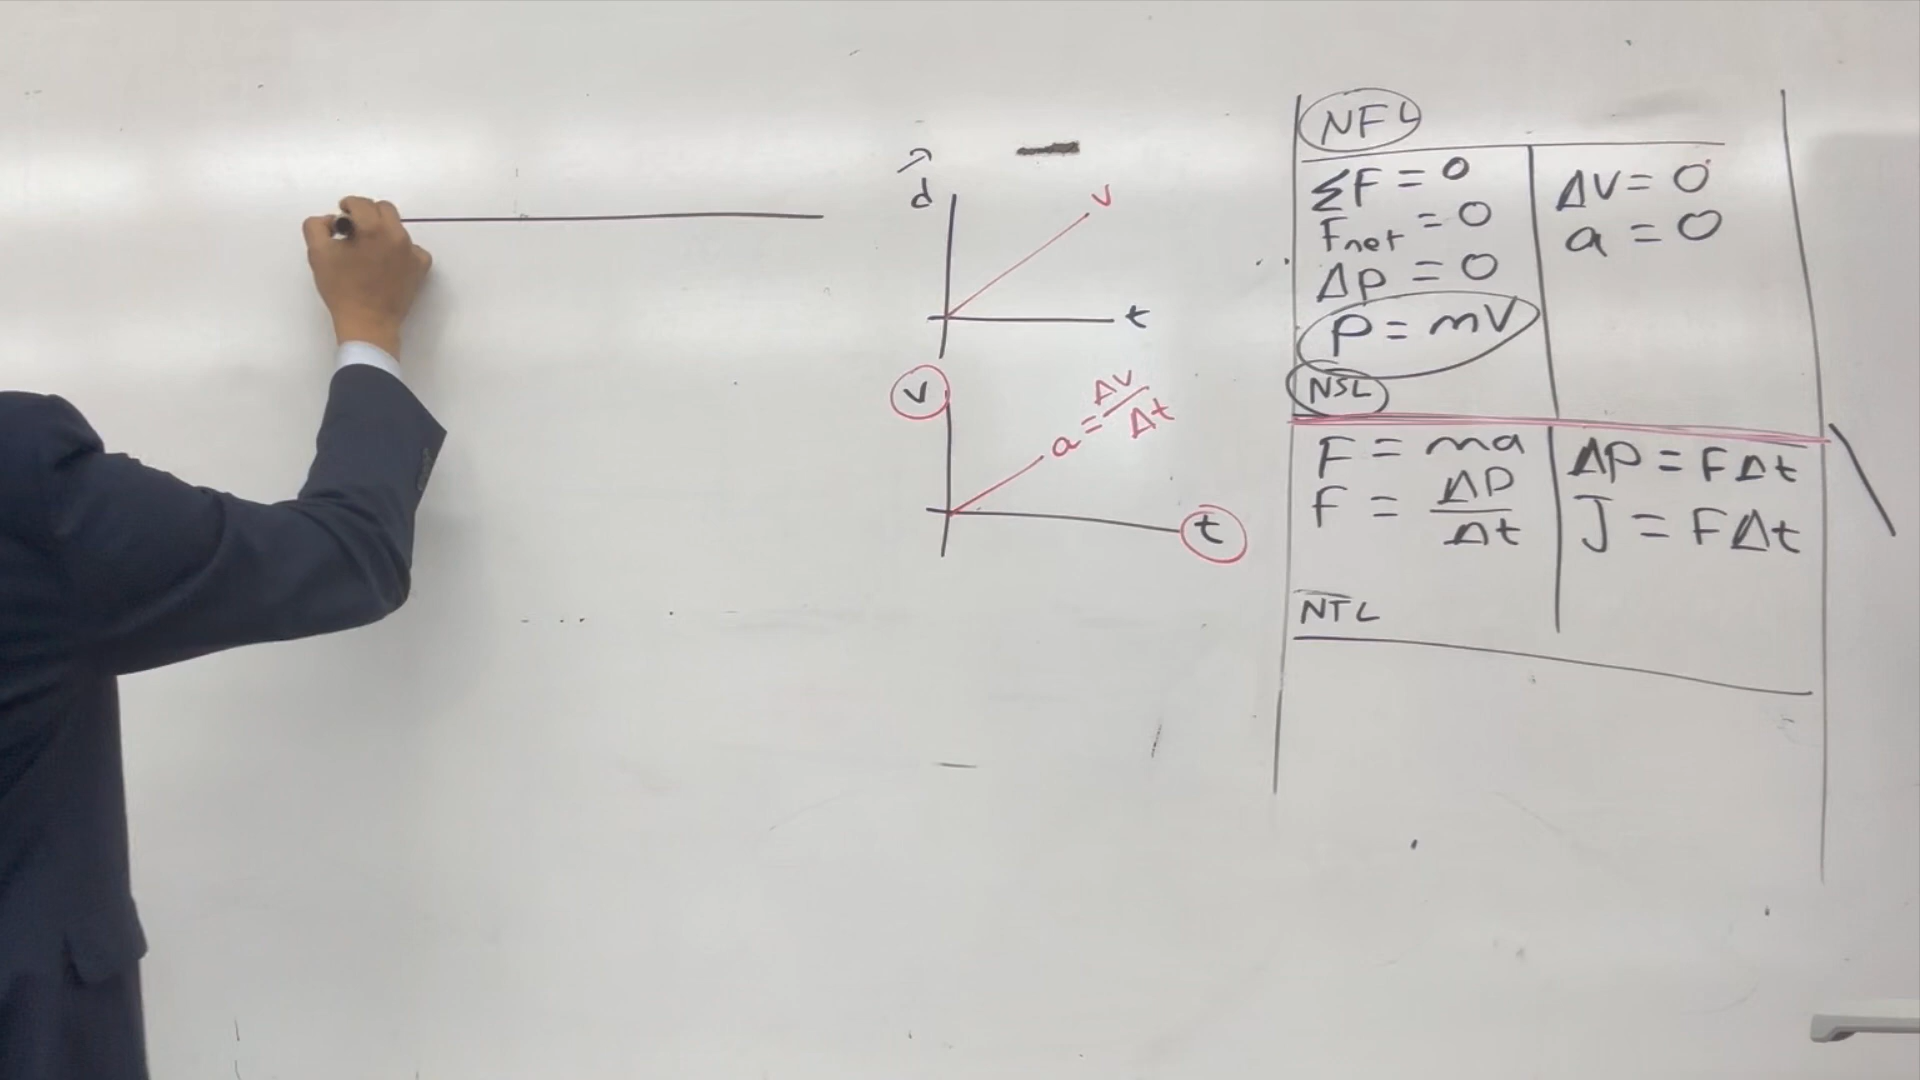 d
v
t
v
a = Δv/Δt
t
NFL
ΣF = 0
Fnet = 0
Δp = 0
P = mV
ΔV = 0
a = 0
NSL
F = ma
F = ΔP/Δt
ΔP = FΔt
J = FΔt
NTL